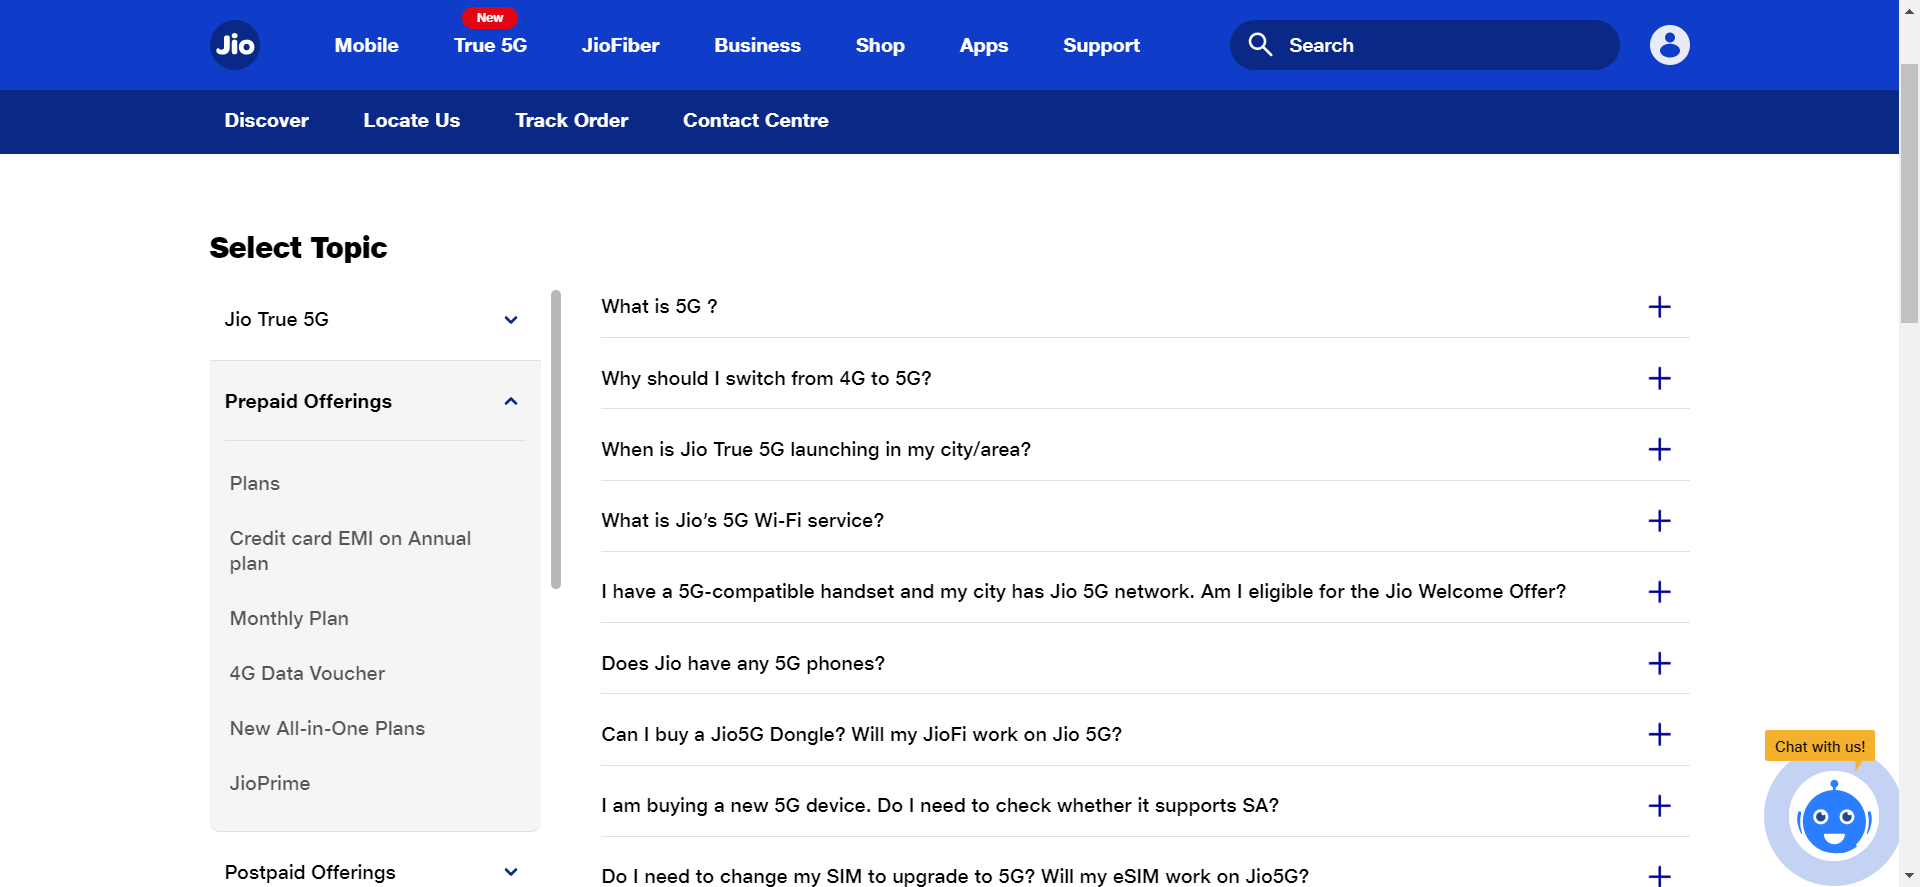 New
Jio
Mobile
True 5G
JioFiber
Business
Shop
Apps
Support
Search
Discover
Locate Us
Track Order
Contact Centre
Select Topic
Jio True 5G
Prepaid Offerings
Plans
Credit card EMI on Annual
plan
Monthly Plan
4G Data Voucher
New All-in-One Plans
JioPrime
Postpaid Offerings
What is 5G ?
Why should I switch from 4G to 5G?
When is Jio True 5G launching in my city/area?
What is Jio’s 5G Wi-Fi service?
I have a 5G-compatible handset and my city has Jio 5G network. Am I eligible for the Jio Welcome Offer?
Does Jio have any 5G phones?
Can I buy a Jio5G Dongle? Will my JioFi work on Jio 5G?
I am buying a new 5G device. Do I need to check whether it supports SA?
Do I need to change my SIM to upgrade to 5G? Will my eSIM work on Jio5G?
Chat with us!